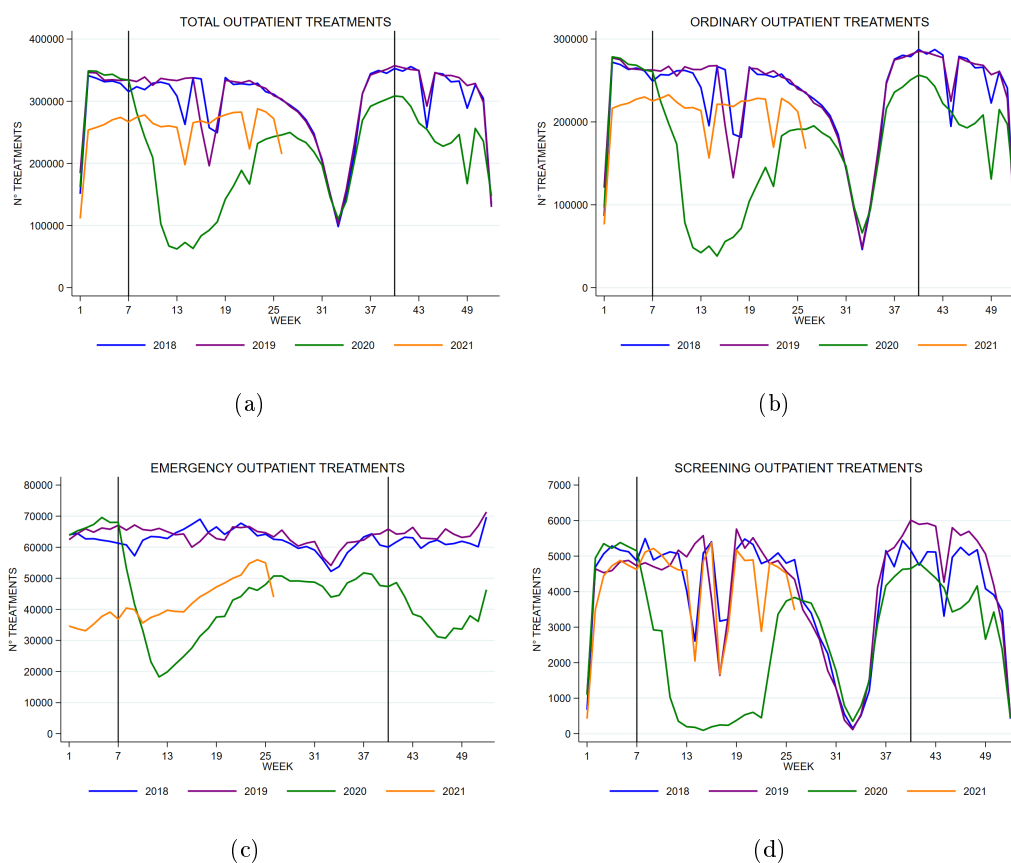 TOTAL OUTPATIENT TREATMENTS
N° TREATMENTS
400000
300000
200000
100000
0
1 7 13 19 25 31 37 43 49
WEEK
2018 2019 2020 2021
(a)
ORDINARY OUTPATIENT TREATMENTS
N° TREATMENTS
300000
200000
100000
0
1 7 13 19 25 31 37 43 49
WEEK
2018 2019 2020 2021
(b)
EMERGENCY OUTPATIENT TREATMENTS
N° TREATMENTS
80000
70000
60000
50000
40000
30000
20000
10000
0
1 7 13 19 25 31 37 43 49
WEEK
2018 2019 2020 2021
(c)
SCREENING OUTPATIENT TREATMENTS
N° TREATMENTS
7000
6000
5000
4000
3000
2000
1000
0
1 7 13 19 25 31 37 43 49
WEEK
2018 2019 2020 2021
(d)